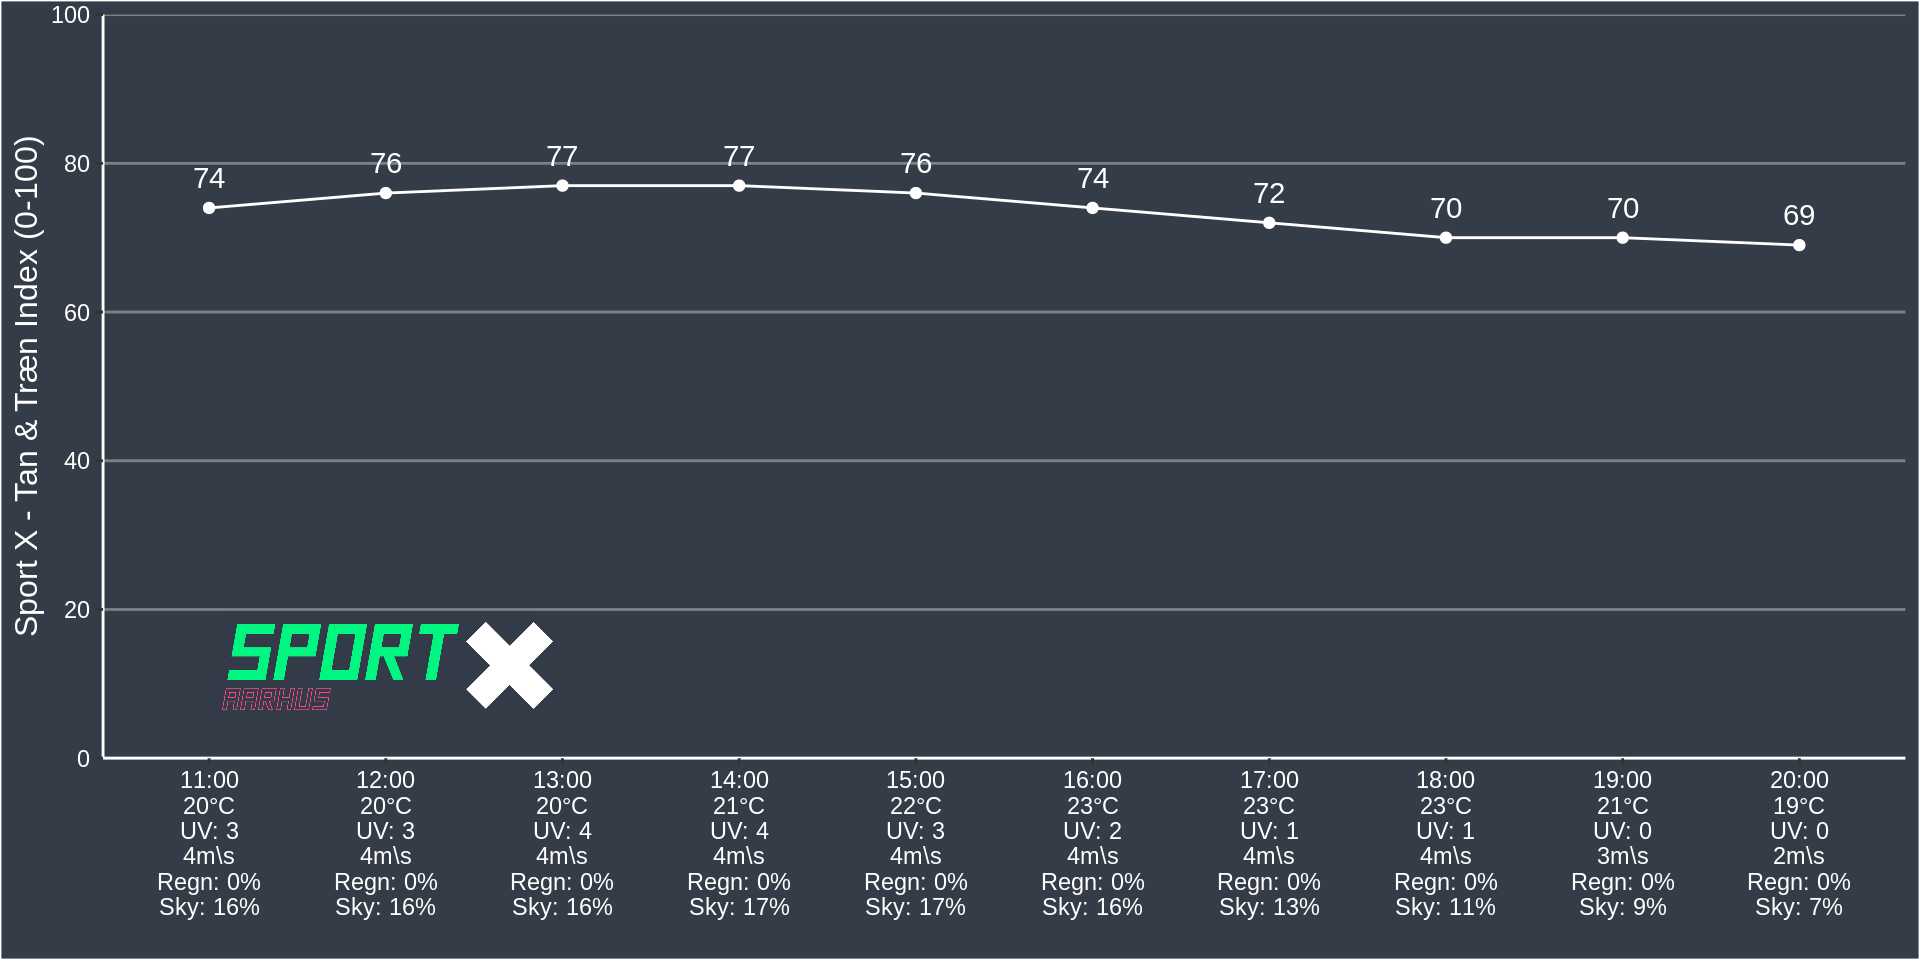 Sport X - Tan & Træn Index (0-100)
100
80
60
40
20
0
74 76 77 77 76 74 72 70 70 69
SPORT X
AARHUS
11:00 12:00 13:00 14:00 15:00 16:00 17:00 18:00 19:00 20:00
20°C 20°C 20°C 21°C 22°C 23°C 23°C 23°C 21°C 19°C
UV: 3 UV: 3 UV: 4 UV: 4 UV: 3 UV: 2 UV: 1 UV: 1 UV: 0 UV: 0
4m\s 4m\s 4m\s 4m\s 4m\s 4m\s 4m\s 4m\s 3m\s 2m\s
Regn: 0% Regn: 0% Regn: 0% Regn: 0% Regn: 0% Regn: 0% Regn: 0% Regn: 0% Regn: 0% Regn: 0%
Sky: 16% Sky: 16% Sky: 16% Sky: 17% Sky: 17% Sky: 16% Sky: 13% Sky: 11% Sky: 9% Sky: 7%